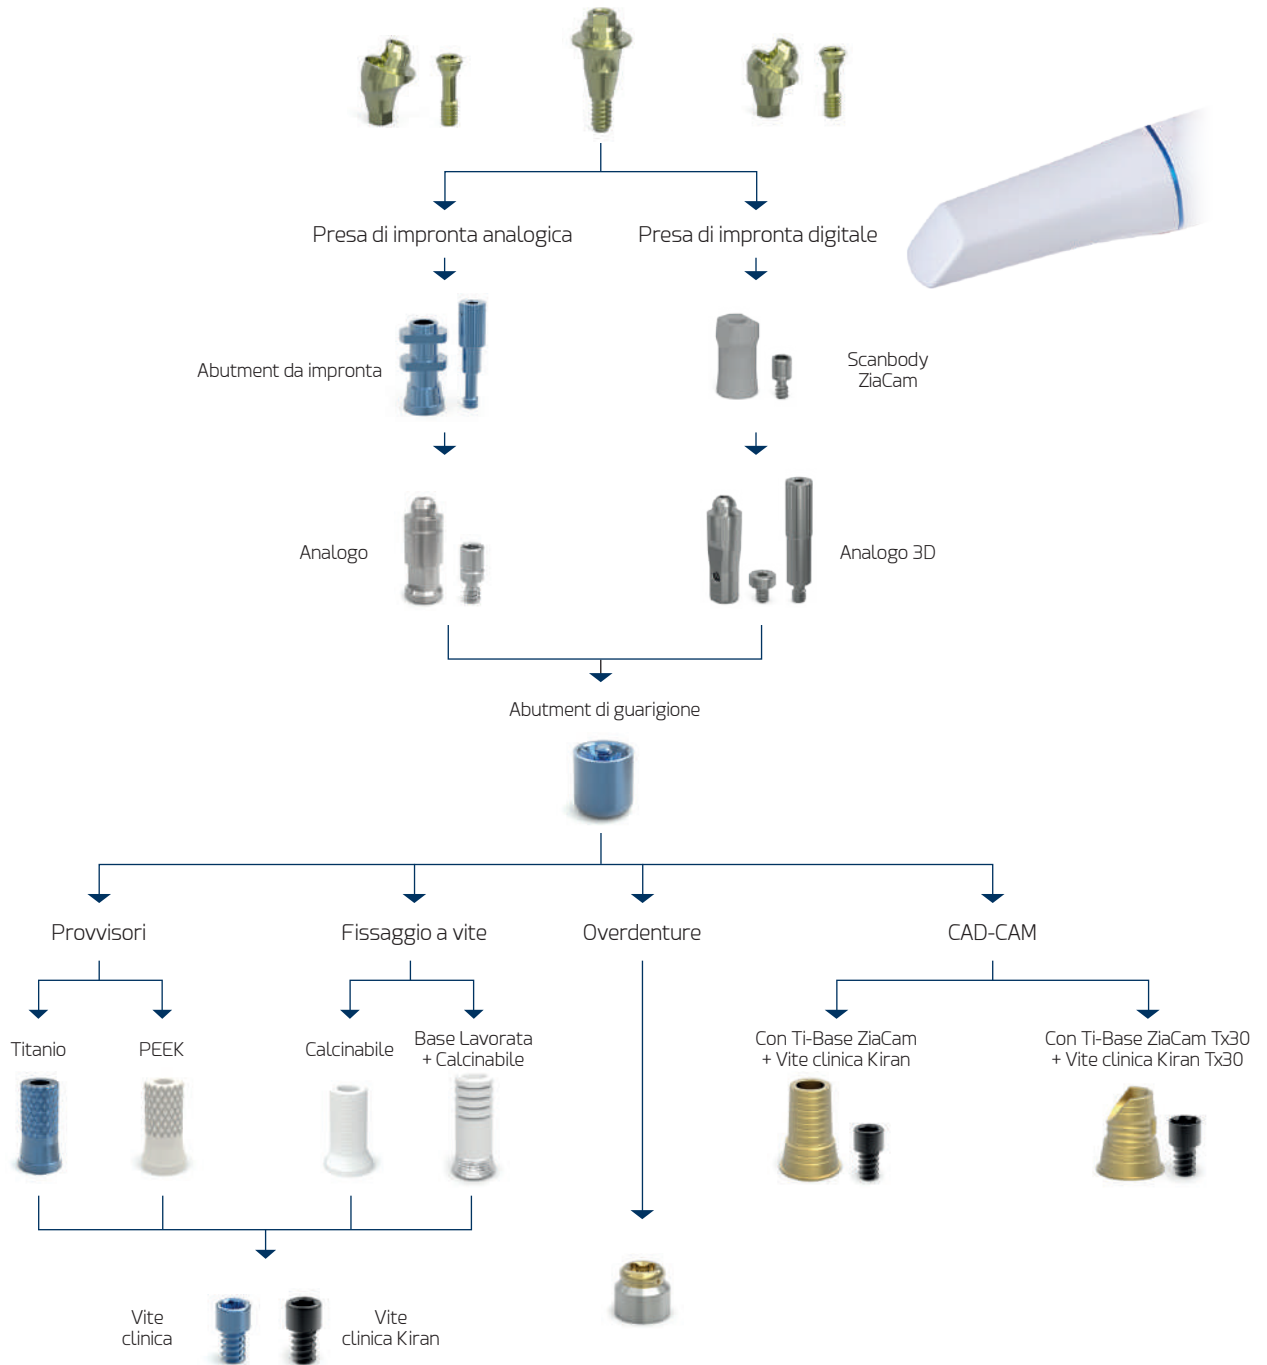 Presa di impronta analogica
Presa di impronta digitale
Abutment da impronta
Scanbody
ZiaCam
Analogo
Analogo 3D
Abutment di guarigione
Provvisori
Fissaggio a vite
Overdenture
CAD-CAM
Titanio
PEEK
Calcinabile
Base Lavorata
+ Calcinabile
Con Ti-Base ZiaCam
+ Vite clinica Kiran
Con Ti-Base ZiaCam Tx30
+ Vite clinica Kiran Tx30
Vite
clinica
Vite
clinica Kiran